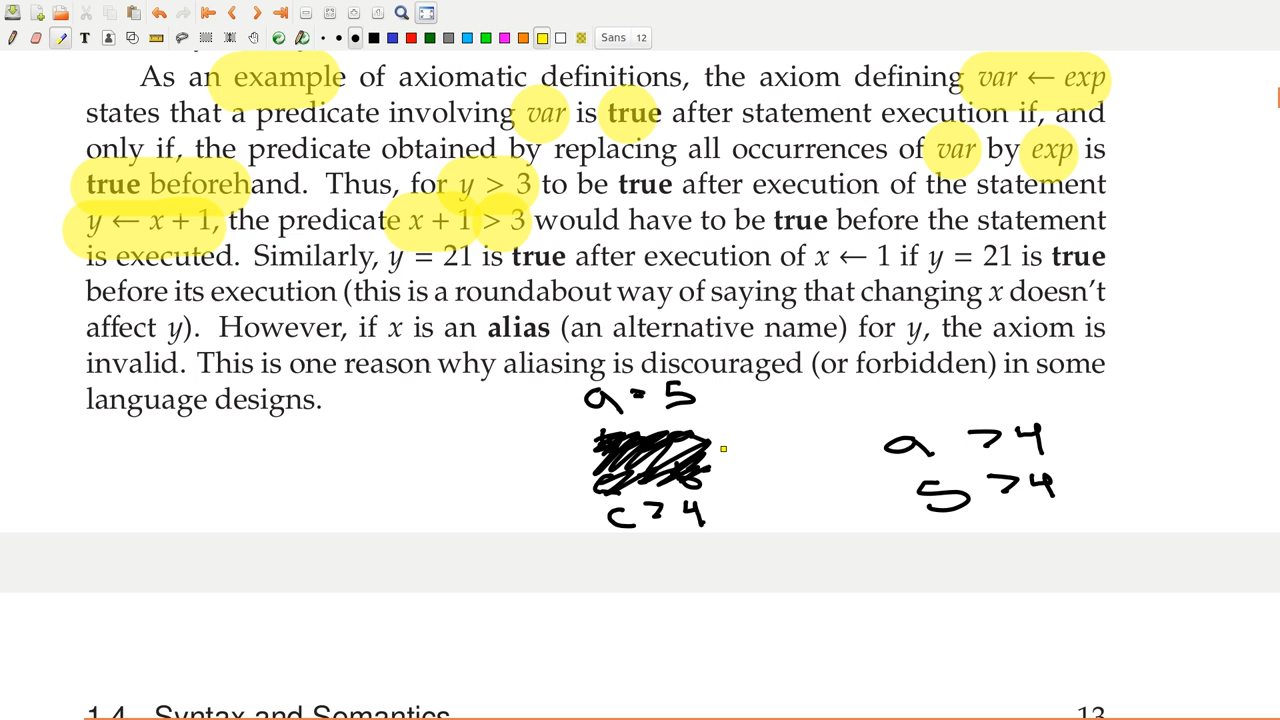 Sans 12
As an example of axiomatic definitions, the axiom defining var ← exp
states that a predicate involving var is true after statement execution if, and
only if, the predicate obtained by replacing all occurrences of var by exp is
true beforehand. Thus, for y > 3 to be true after execution of the statement
y ← x + 1, the predicate x + 1 > 3 would have to be true before the statement
is executed. Similarly, y = 21 is true after execution of x ← 1 if y = 21 is true
before its execution (this is a roundabout way of saying that changing x doesn't
affect y). However, if x is an alias (an alternative name) for y, the axiom is
invalid. This is one reason why aliasing is discouraged (or forbidden) in some
language designs.
a = 5
a > 4
5 > 4
c > 4
1.4 Syntax and Semantics 13